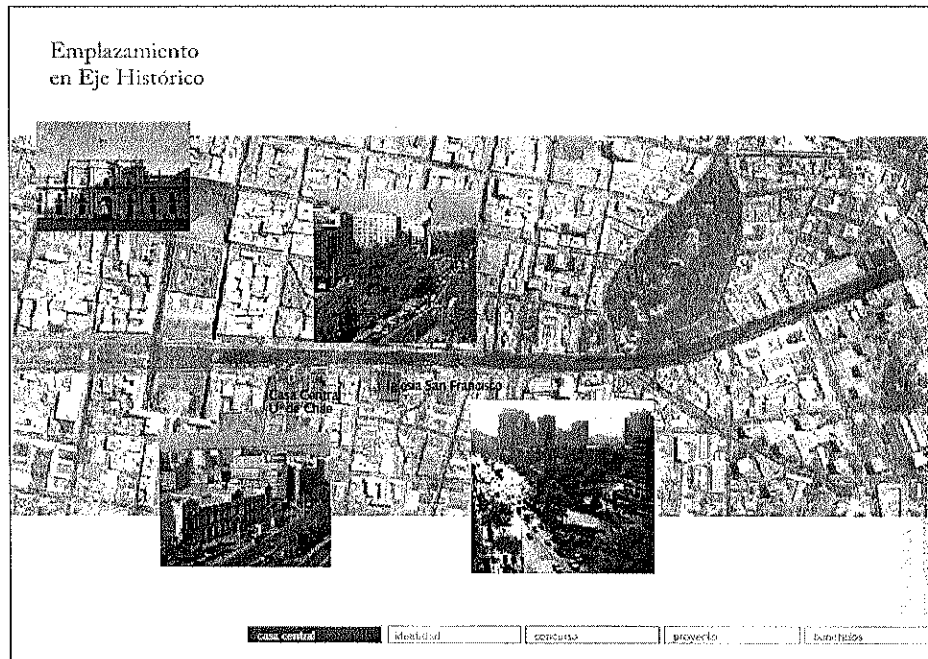 Emplazamiento
en Eje Histórico
Iglesia San Francisco
Casa Central
U. de Chile
casa central
identidad
concurso
proyecto
beneficios